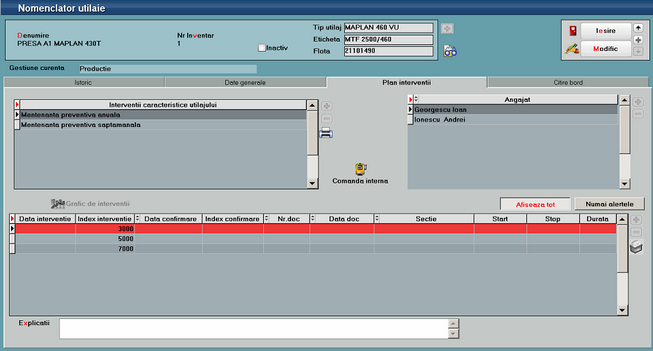 Nomenclator utilaie
Denumire
PRESA A1 MAPLAN 430T
Nr Inventar
1
Inactiv
Tip utilaj MAPLAN 460 VU
Eticheta MTF 2500/460
Flota 21101490
Iesire
Modific
Gestiune curenta Productie
Istoric Date generale Plan interventii Citire bord
Interventii caracteristice utilajului
Mentenanta preventiva anuala
Mentenanta preventiva saptamanala
Angajat
Georgescu Ioan
Ionescu Andrei
Comanda interna
Grafic de interventii
Afiseaza tot Numai alertele
Data interventie Index interventie Data confirmare Index confirmare Nr.doc Data doc Sectie Start Stop Durata
3000
5000
7000
Explicatii